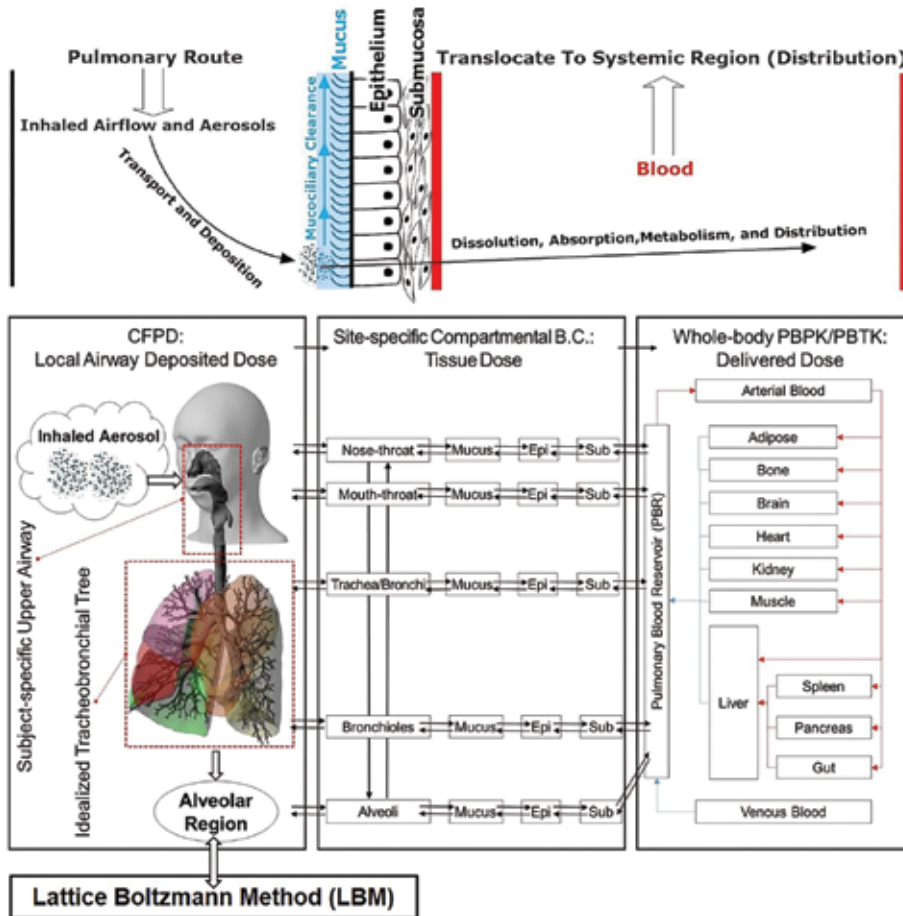 Pulmonary Route
Inhaled Airflow and Aerosols
Transport and Deposition
Mucociliary Clearance
Mucus
Epithelium
Submucosa
Translocate To Systemic Region (Distribution)
Blood
Dissolution, Absorption,Metabolism, and Distribution
CFPD:
Local Airway Deposited Dose
Inhaled Aerosol
Subject-specific Upper Airway
Idealized Tracheobronchial Tree
Alveolar
Region
Lattice Boltzmann Method (LBM)
Site-specific Compartmental B.C.:
Tissue Dose
Nose-throat Mucus Epi Sub
Mouth-throat Mucus Epi Sub
Trachea/Bronchi Mucus Epi Sub
Bronchioles Mucus Epi Sub
Alveoli Mucus Epi Sub
Whole-body PBPK/PBTK:
Delivered Dose
Pulmonary Blood Reservoir (PBR)
Arterial Blood
Adipose
Bone
Brain
Heart
Kidney
Muscle
Liver
Spleen
Pancreas
Gut
Venous Blood